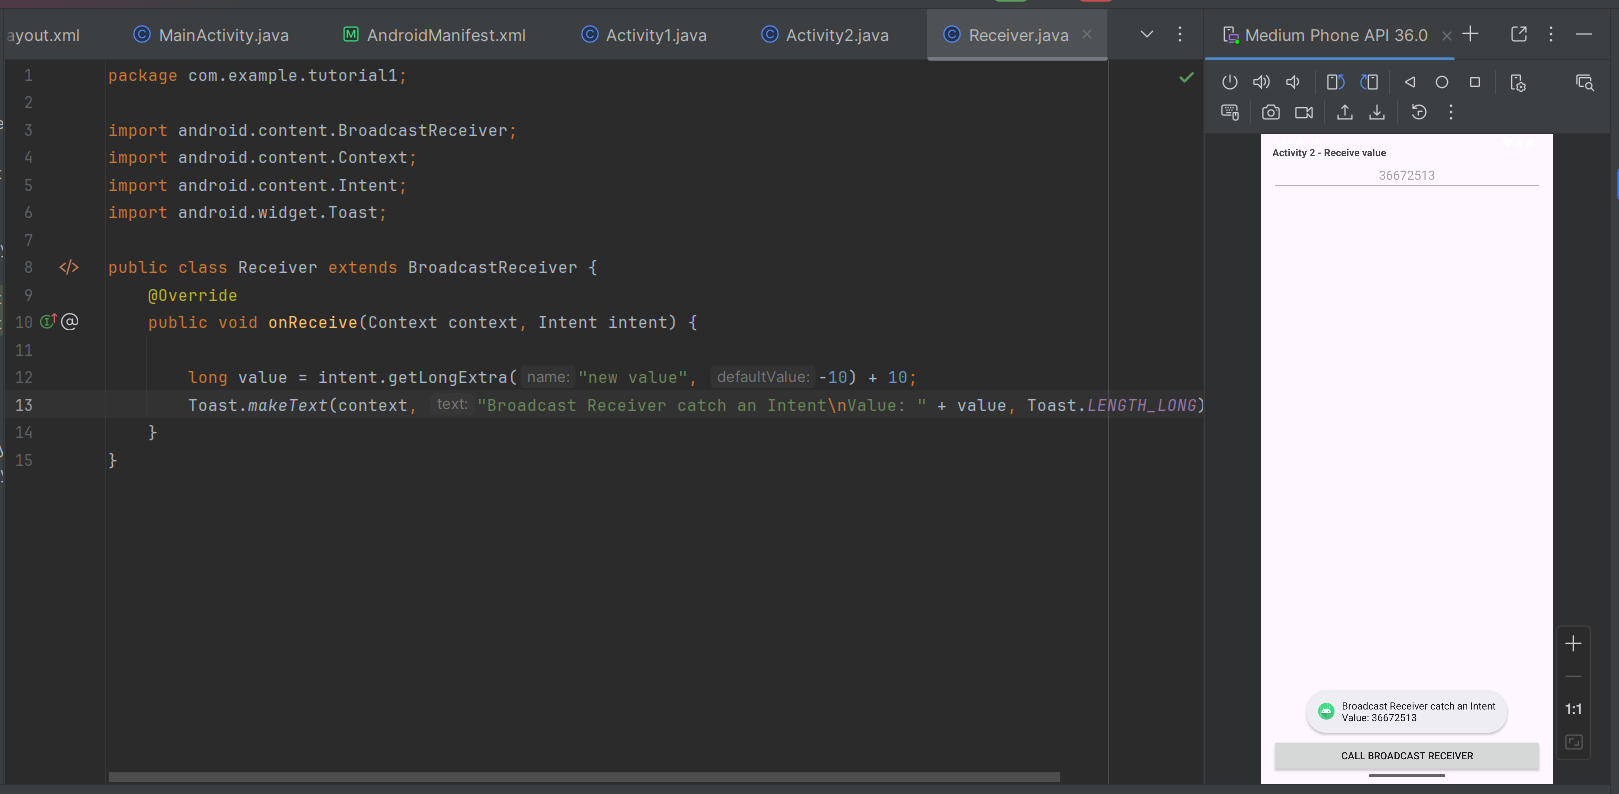 ayout.xml
MainActivity.java
AndroidManifest.xml
Activity1.java
Activity2.java
Receiver.java
Medium Phone API 36.0
1 package com.example.tutorial1;
2
3 import android.content.BroadcastReceiver;
4 import android.content.Context;
5 import android.content.Intent;
6 import android.widget.Toast;
7
8 </> public class Receiver extends BroadcastReceiver {
9 @Override
10 public void onReceive(Context context, Intent intent) {
11
12 long value = intent.getLongExtra( name: "new value", defaultValue: -10) + 10;
13 Toast.makeText(context, text: "Broadcast Receiver catch an Intent\nValue: " + value, Toast.LENGTH_LONG)
14 }
15 }
Activity 2 - Receive value
36672513
Broadcast Receiver catch an Intent
Value: 36672513
CALL BROADCAST RECEIVER
1:1